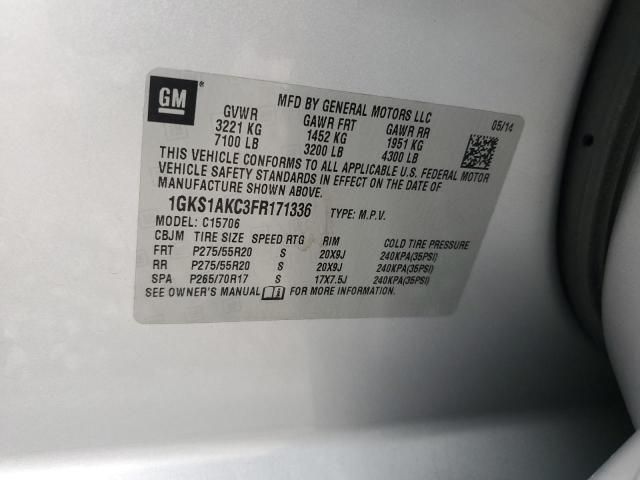 GM
MFD BY GENERAL MOTORS LLC 05/14
GVWR GAWR FRT GAWR RR
3221 KG 1452 KG 1951 KG
7100 LB 3200 LB 4300 LB
THIS VEHICLE CONFORMS TO ALL APPLICABLE U.S. FEDERAL MOTOR
VEHICLE SAFETY STANDARDS IN EFFECT ON THE DATE OF
MANUFACTURE SHOWN ABOVE.
1GKS1AKC3FR171336 TYPE: M.P.V.
MODEL: C15706
CBJM TIRE SIZE SPEED RTG RIM COLD TIRE PRESSURE
FRT P275/55R20 S 20X9J 240KPA(35PSI)
RR P275/55R20 S 20X9J 240KPA(35PSI)
SPA P265/70R17 S 17X7.5J 240KPA(35PSI)
SEE OWNER'S MANUAL FOR MORE INFORMATION.